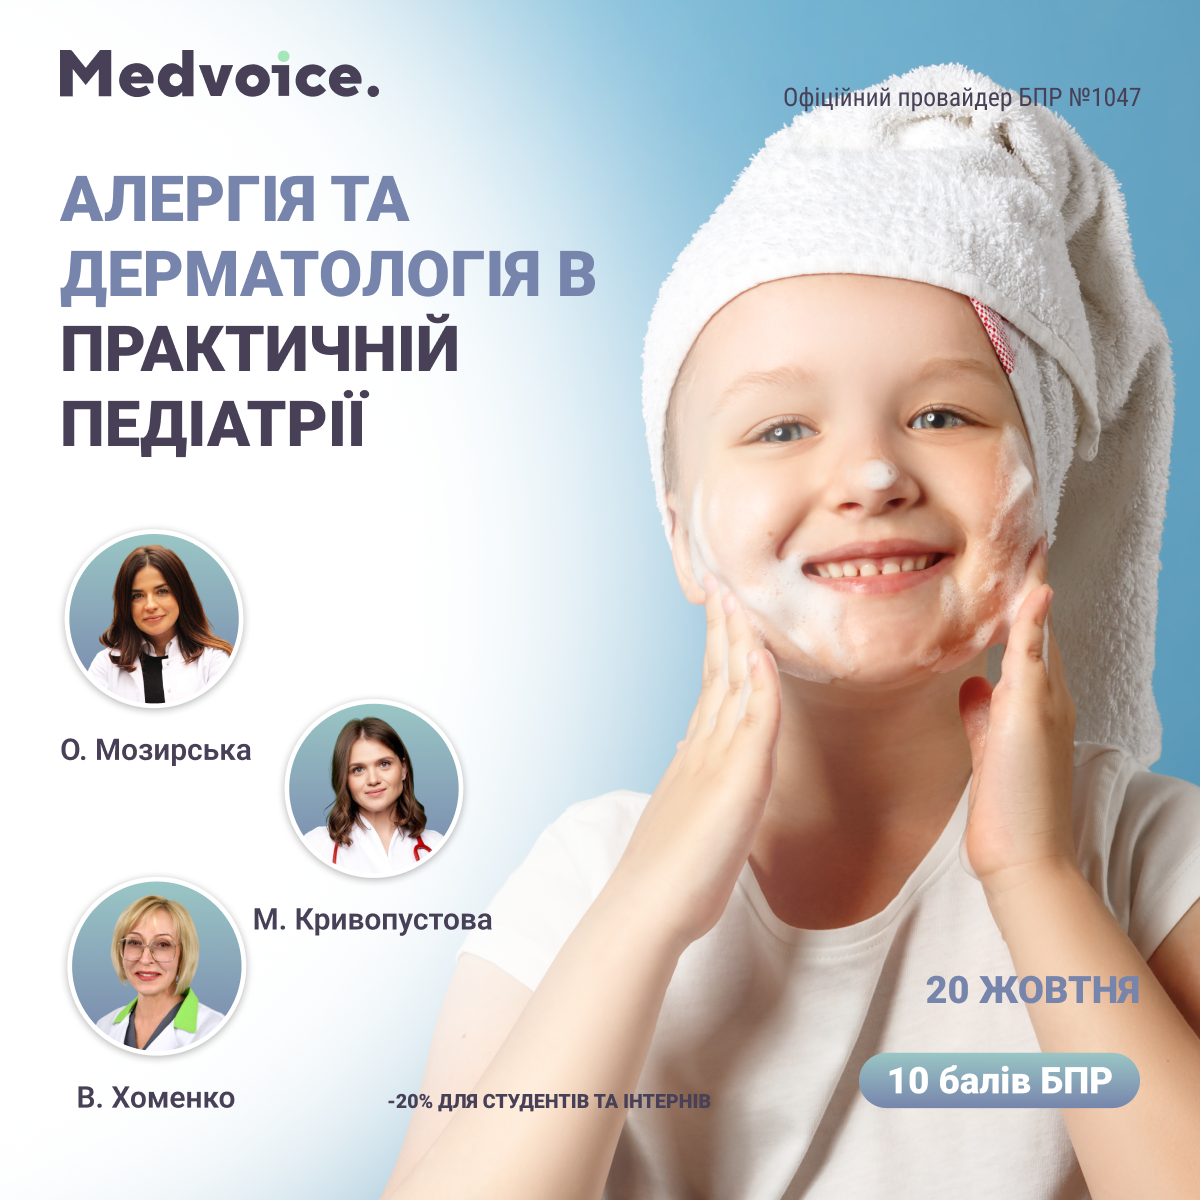 Medvoice.
Офіційний провайдер БПР №1047
АЛЕРГІЯ ТА
ДЕРМАТОЛОГІЯ В
ПРАКТИЧНІЙ
ПЕДІАТРІЇ
О. Мозирська
М. Кривопустова
В. Хоменко
20 ЖОВТНЯ
10 балів БПР
-20% ДЛЯ СТУДЕНТІВ ТА ІНТЕРНІВ